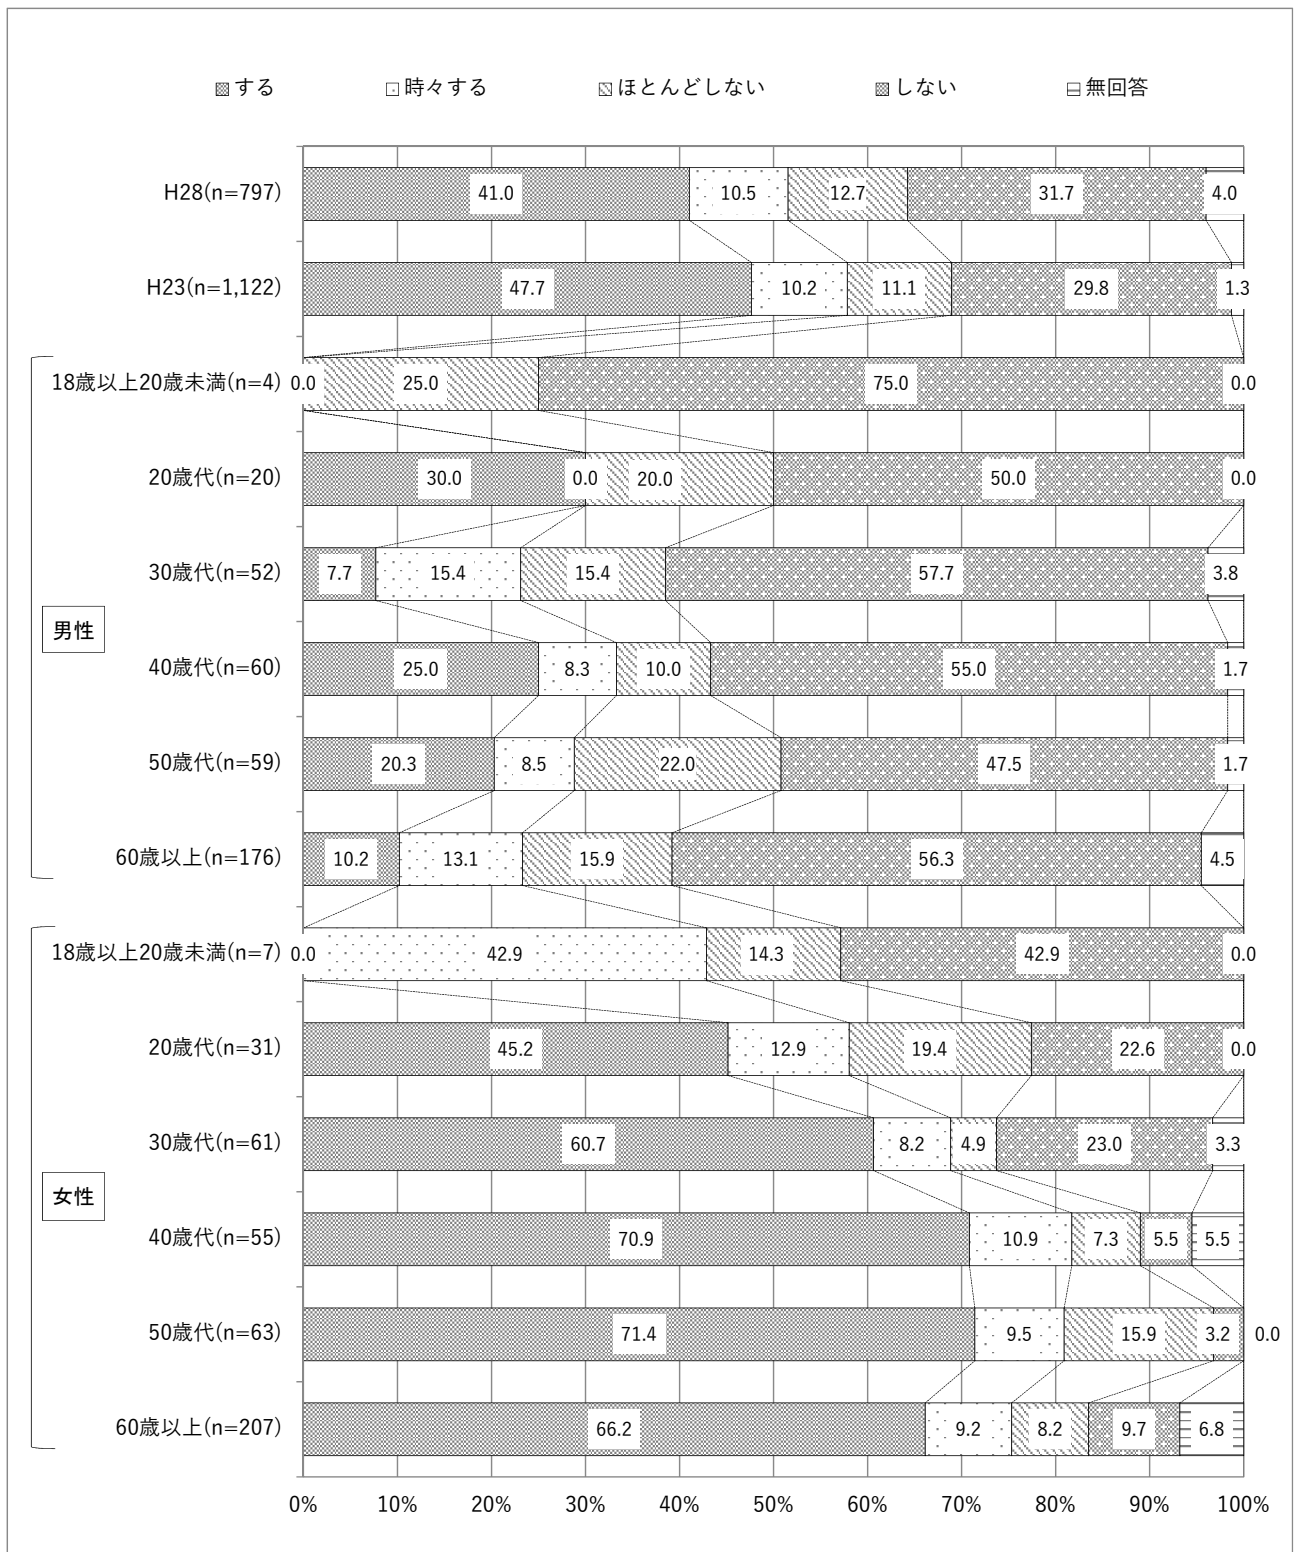 する 時々する ほとんどしない しない 無回答
H28(n=797) 41.0 10.5 12.7 31.7 4.0
H23(n=1,122) 47.7 10.2 11.1 29.8 1.3
18歳以上20歳未満(n=4) 0.0 25.0 75.0 0.0
20歳代(n=20) 30.0 0.0 20.0 50.0 0.0
30歳代(n=52) 7.7 15.4 15.4 57.7 3.8
男性
40歳代(n=60) 25.0 8.3 10.0 55.0 1.7
50歳代(n=59) 20.3 8.5 22.0 47.5 1.7
60歳以上(n=176) 10.2 13.1 15.9 56.3 4.5
18歳以上20歳未満(n=7) 0.0 42.9 14.3 42.9 0.0
20歳代(n=31) 45.2 12.9 19.4 22.6 0.0
30歳代(n=61) 60.7 8.2 4.9 23.0 3.3
女性
40歳代(n=55) 70.9 10.9 7.3 5.5 5.5
50歳代(n=63) 71.4 9.5 15.9 3.2 0.0
60歳以上(n=207) 66.2 9.2 8.2 9.7 6.8
0% 10% 20% 30% 40% 50% 60% 70% 80% 90% 100%